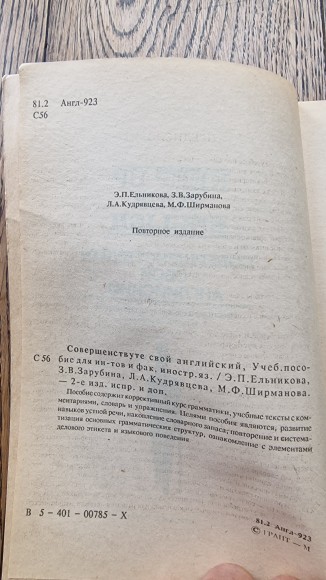 81.2 Англ-923
С56
Э.П.Ельникова, З.В.Зарубина,
Л.А.Кудрявцева, М.Ф.Ширманова
Повторное издание
Совершенствуте свой английский, Учеб.посо-
С 56 бие для ин-тов и фак. иностр.яз. / Э.П.Ельникова,
З.В.Зарубина, Л.А.Кудрявцева, М.Ф.Ширманова.
— 2-е изд. испр. и доп.
Пособие содержит коррективный курс грамматики, учебные тексты с ком-
ментариями, словарь и упражнения. Целями пособия являются, развитие
навыков устной речи, накопление словарного запаса, повторение и система-
тизация основных грамматических структур, ознакомление с элементами
делового этикета и языкового поведения
В 5 – 401 – 00785 – X
81.2 Англ-923
© ГРАНТ — М